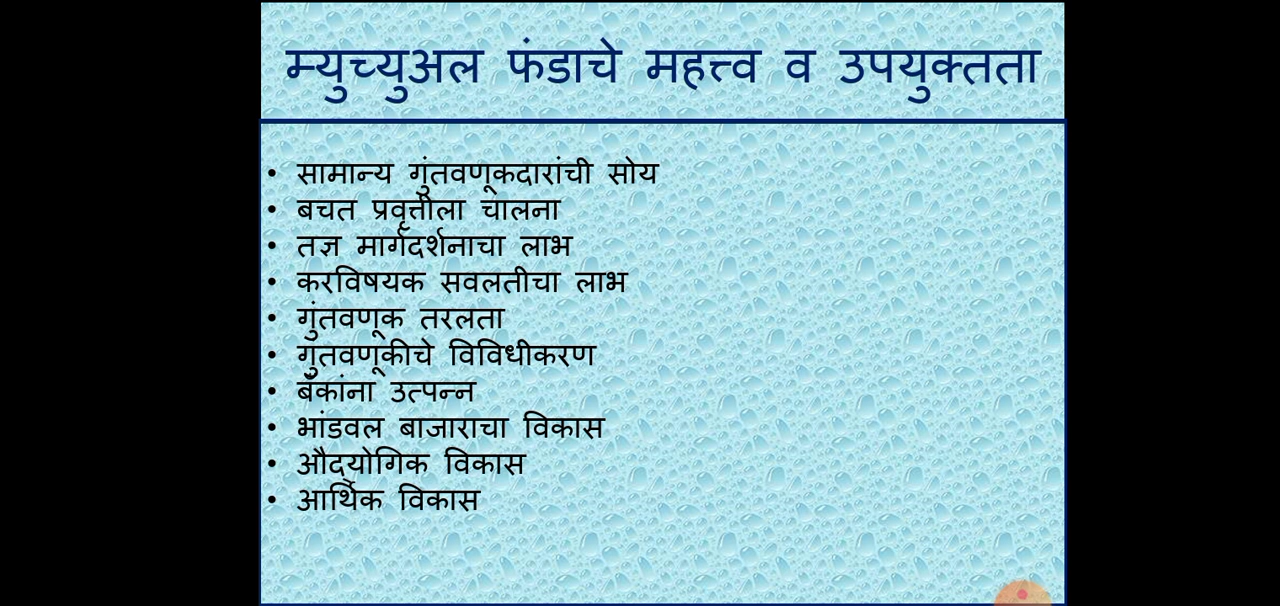 म्युच्युअल फंडाचे महत्त्व व उपयुक्तता
• सामान्य गुंतवणूकदारांची सोय
• बचत प्रवृत्तीला चालना
• तज्ञ मार्गदर्शनाचा लाभ
• करविषयक सवलतीचा लाभ
• गुंतवणूक तरलता
• गुतवणूकीचे विविधीकरण
• बँकांना उत्पन्न
• भांडवल बाजाराचा विकास
• औद्योगिक विकास
• आर्थिक विकास